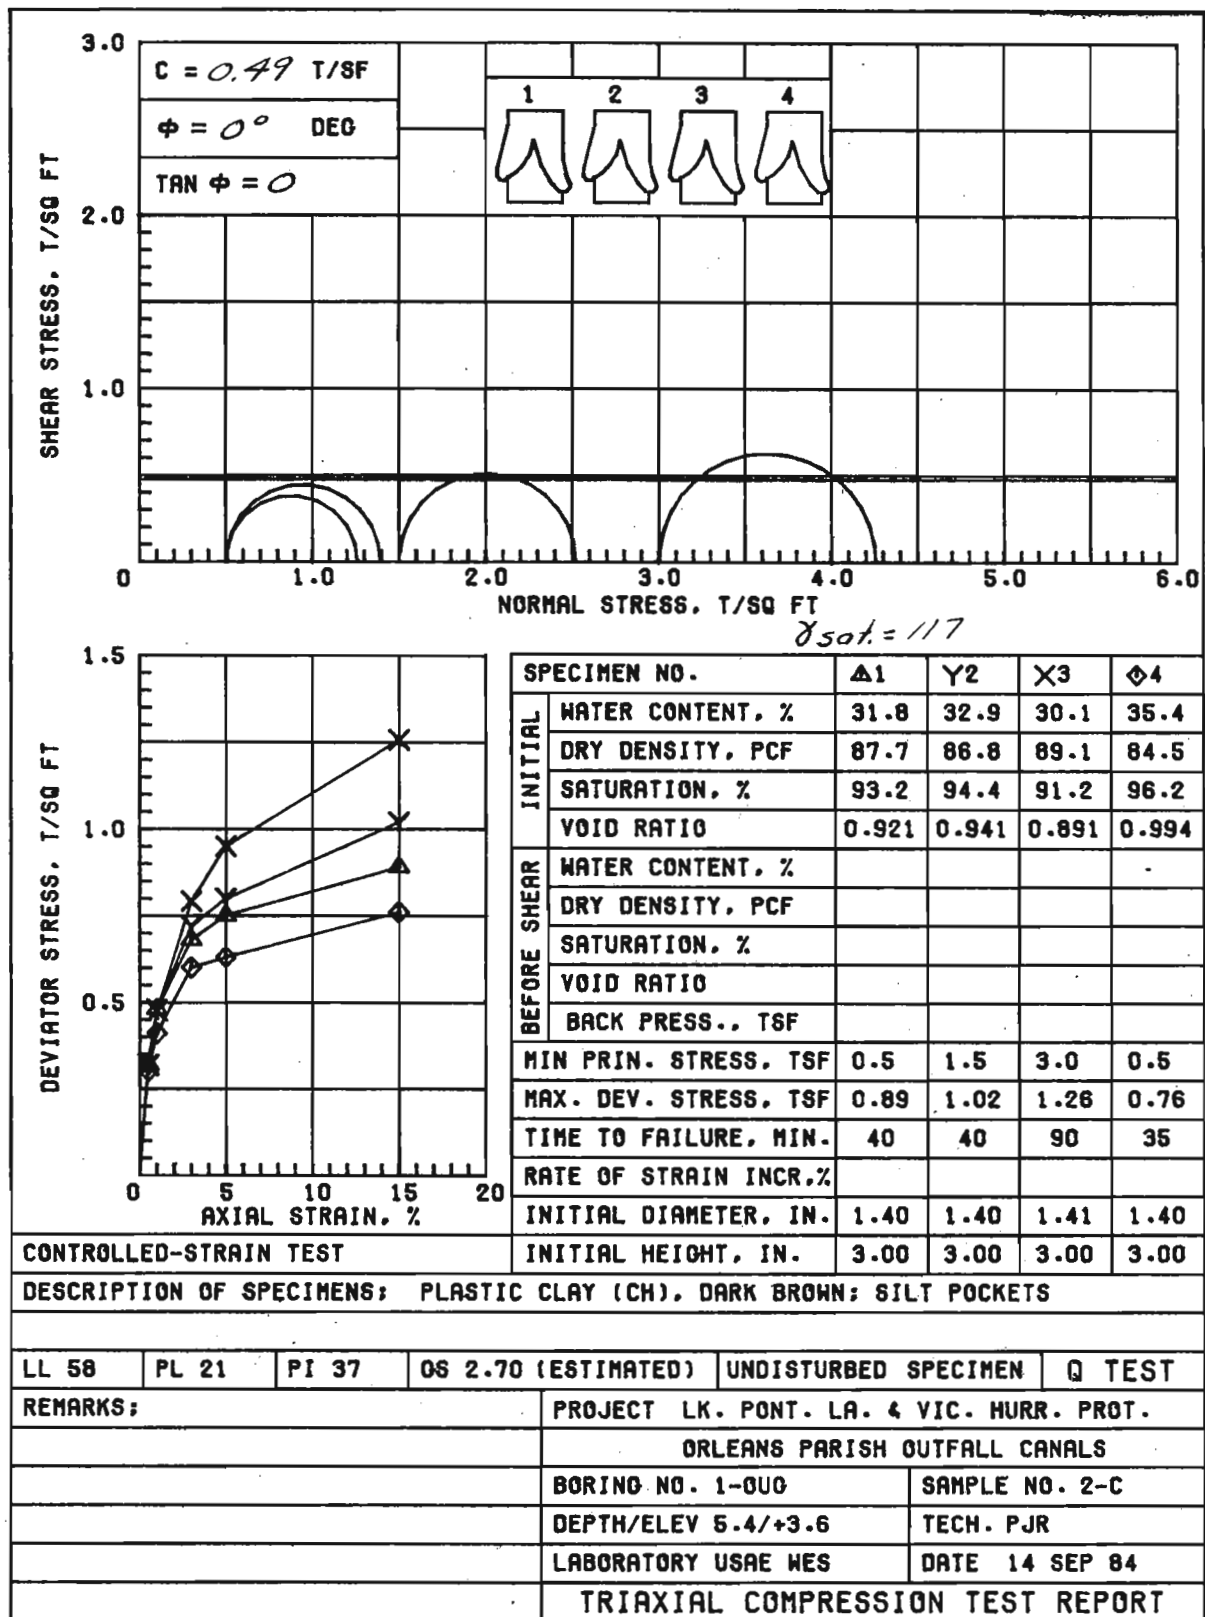 3.0
C = 0.49 T/SF
φ = 0° DEG
TAN φ = 0
1 2 3 4
2.0
1.0
SHEAR STRESS, T/SQ FT
0 1.0 2.0 3.0 4.0 5.0 6.0
NORMAL STRESS, T/SQ FT
γsat. = 117
1.5
1.0
0.5
DEVIATOR STRESS, T/SQ FT
0 5 10 15 20
AXIAL STRAIN, %
CONTROLLED-STRAIN TEST
SPECIMEN NO. 1 2 3 4
INITIAL
WATER CONTENT, % 31.8 32.9 30.1 35.4
DRY DENSITY, PCF 87.7 86.8 89.1 84.5
SATURATION, % 93.2 94.4 91.2 96.2
VOID RATIO 0.921 0.941 0.891 0.994
BEFORE SHEAR
WATER CONTENT, %
DRY DENSITY, PCF
SATURATION, %
VOID RATIO
BACK PRESS., TSF
MIN PRIN. STRESS, TSF 0.5 1.5 3.0 0.5
MAX. DEV. STRESS, TSF 0.89 1.02 1.26 0.76
TIME TO FAILURE, MIN. 40 40 90 35
RATE OF STRAIN INCR,%
INITIAL DIAMETER, IN. 1.40 1.40 1.41 1.40
INITIAL HEIGHT, IN. 3.00 3.00 3.00 3.00
DESCRIPTION OF SPECIMENS; PLASTIC CLAY (CH), DARK BROWN; SILT POCKETS
LL 58 PL 21 PI 37 GS 2.70 (ESTIMATED) UNDISTURBED SPECIMEN Q TEST
REMARKS;
PROJECT LK. PONT. LA. & VIC. HURR. PROT.
ORLEANS PARISH OUTFALL CANALS
BORING NO. 1-OUG SAMPLE NO. 2-C
DEPTH/ELEV 5.4/+3.6 TECH. PJR
LABORATORY USAE WES DATE 14 SEP 84
TRIAXIAL COMPRESSION TEST REPORT